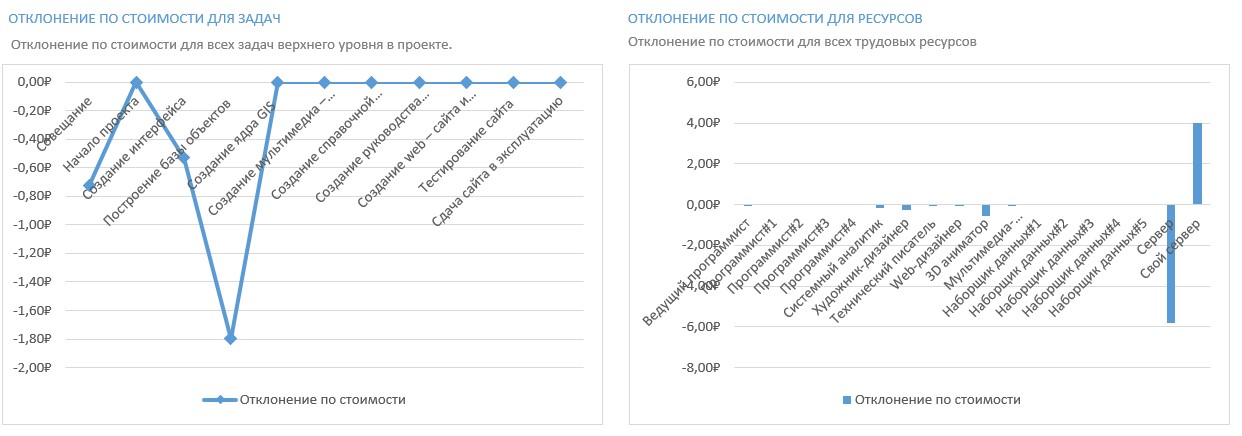 ОТКЛОНЕНИЕ ПО СТОИМОСТИ ДЛЯ ЗАДАЧ
Отклонение по стоимости для всех задач верхнего уровня в проекте.
0,00₽
-0,20₽
-0,40₽
-0,60₽
-0,80₽
-1,00₽
-1,20₽
-1,40₽
-1,60₽
-1,80₽
-2,00₽
Совещание
Начало проекта
Создание интерфейса
Построение базы объектов
Создание ядра GIS
Создание мультимедиа –...
Создание справочной...
Создание руководства...
Создание web – сайта и...
Тестирование сайта
Сдача сайта в эксплуатацию
Отклонение по стоимости
ОТКЛОНЕНИЕ ПО СТОИМОСТИ ДЛЯ РЕСУРСОВ
Отклонение по стоимости для всех трудовых ресурсов
6,00₽
4,00₽
2,00₽
0,00₽
-2,00₽
-4,00₽
-6,00₽
-8,00₽
Ведущий программист
Программист#1
Программист#2
Программист#3
Программист#4
Системный аналитик
Художник-дизайнер
Технический писатель
Web-дизайнер
3D аниматор
Мультимедиа-...
Наборщик данных#1
Наборщик данных#2
Наборщик данных#3
Наборщик данных#4
Наборщик данных#5
Сервер
Свой сервер
Отклонение по стоимости